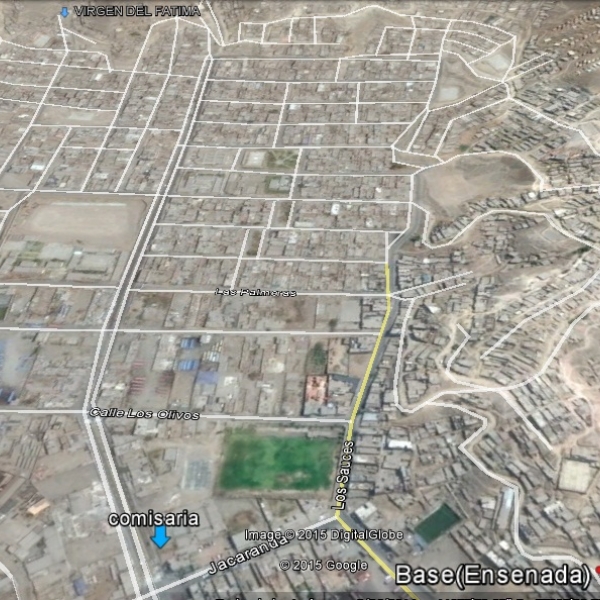 VIRGEN DEL FATIMA
Las Palmeras
Calle Los Olivos
Los Sauces
comisaria
Image © 2015 DigitalGlobe
Jacaranda
© 2015 Google
Base(Ensenada)